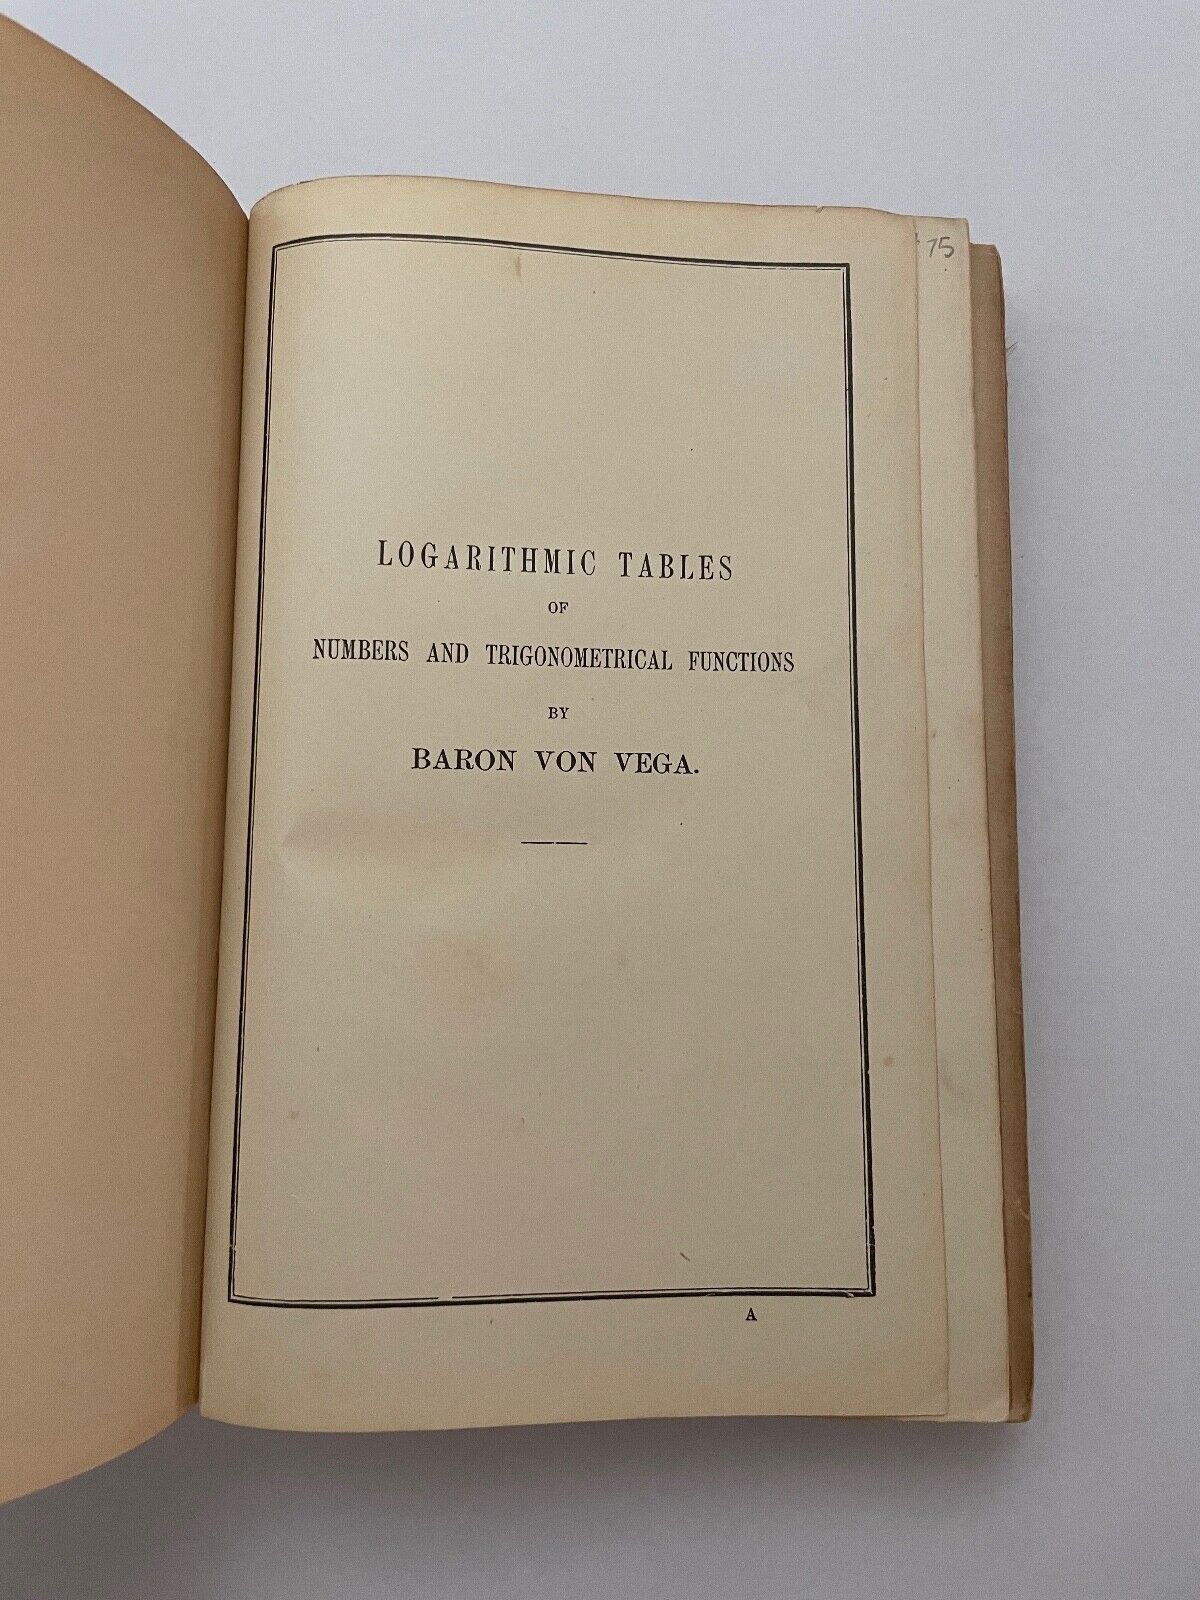 75
LOGARITHMIC TABLES
OF
NUMBERS AND TRIGONOMETRICAL FUNCTIONS
BY
BARON VON VEGA.
A